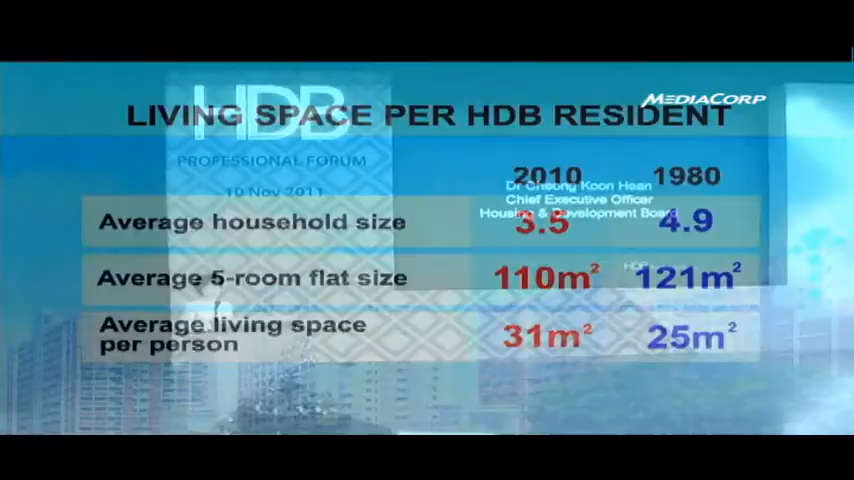 HDB
MEDIACORP
LIVING SPACE PER HDB RESIDENT
PROFESSIONAL FORUM
10 Nov 2011
2010 1980
Dr Cheong Koon Hean
Chief Executive Officer
Housing & Development Board
Average household size 3.5 4.9
HDB
Average 5-room flat size 110m² 121m²
Average living space
per person 31m² 25m²